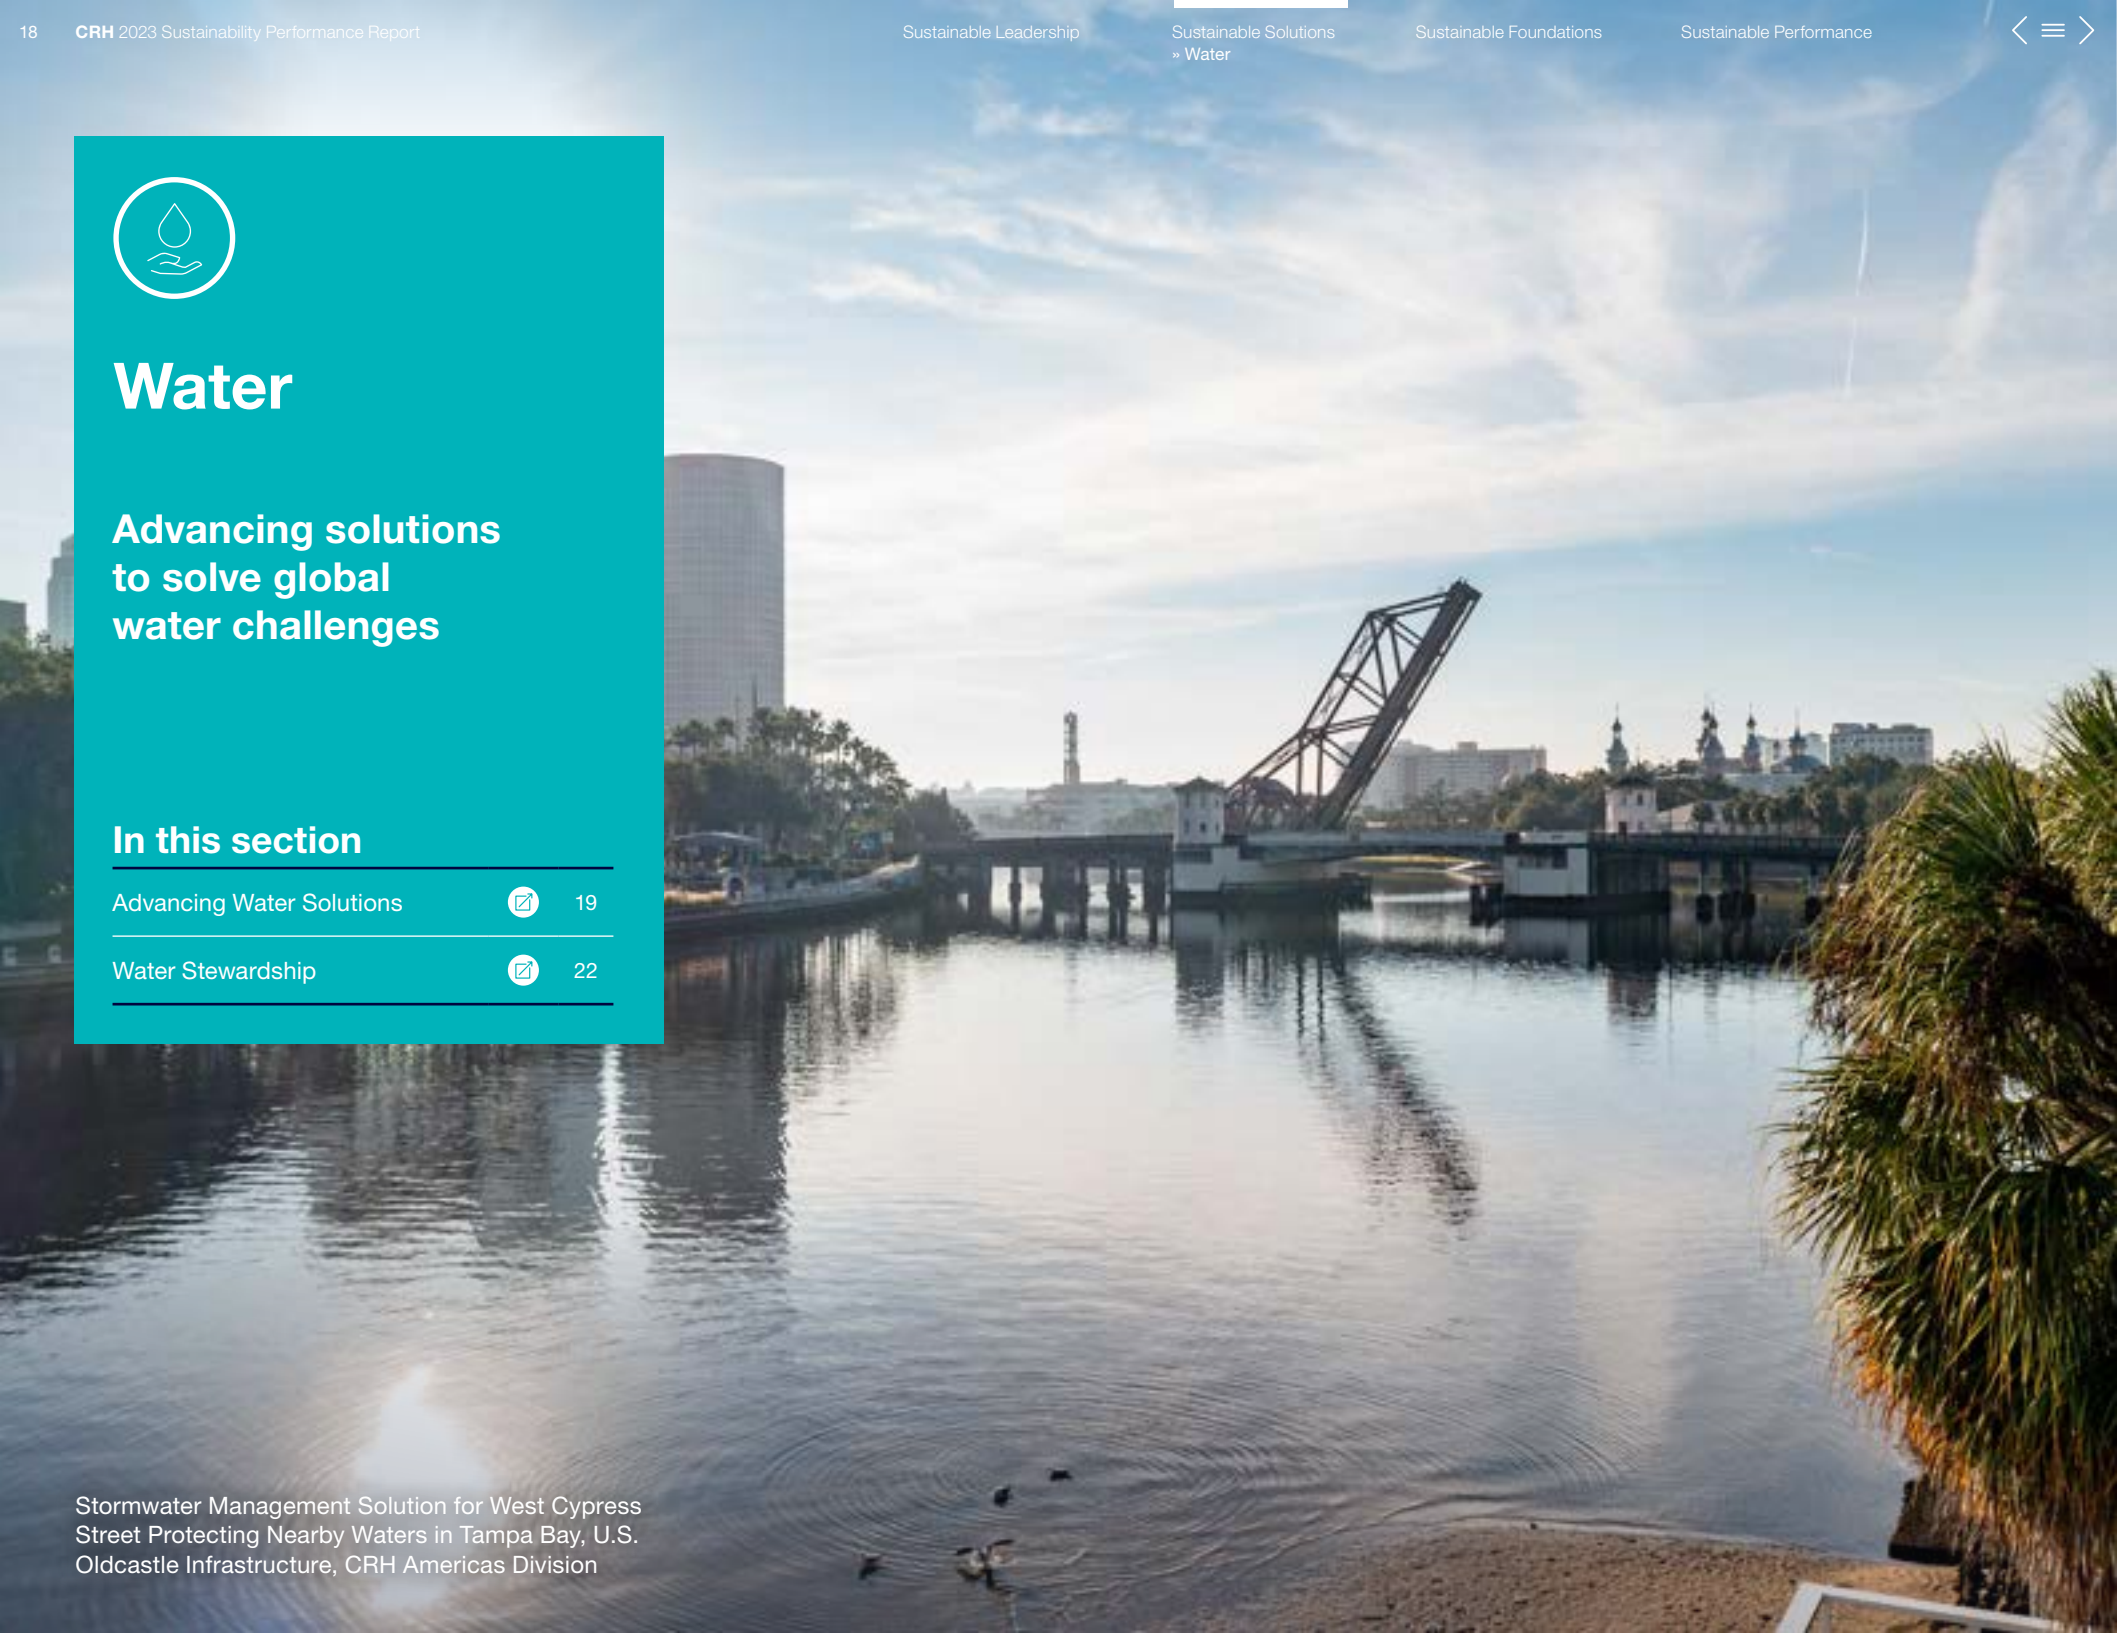 18
CRH 2023 Sustainability Performance Report
Sustainable Leadership
Sustainable Solutions
» Water
Sustainable Foundations
Sustainable Performance
Water
Advancing solutions
to solve global
water challenges
In this section
Advancing Water Solutions 19
Water Stewardship 22
Stormwater Management Solution for West Cypress
Street Protecting Nearby Waters in Tampa Bay, U.S.
Oldcastle Infrastructure, CRH Americas Division